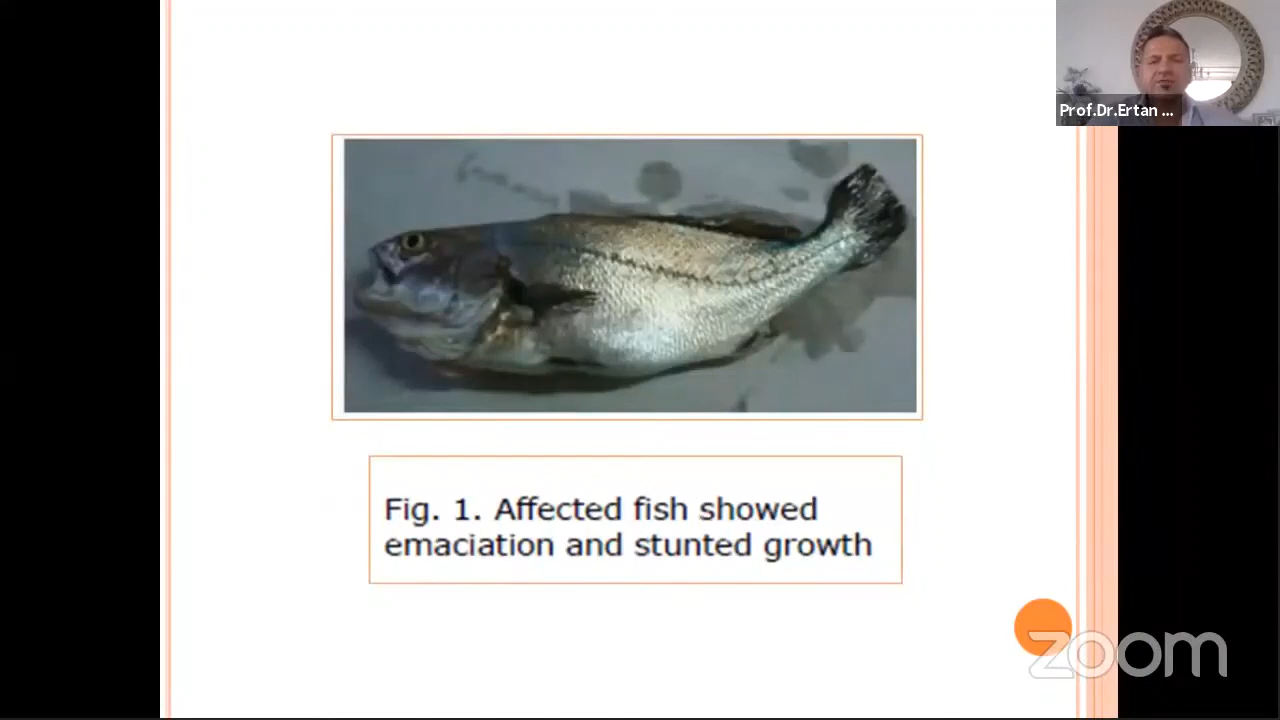 Prof.Dr.Ertan ...
Fig. 1. Affected fish showed
emaciation and stunted growth
zoom